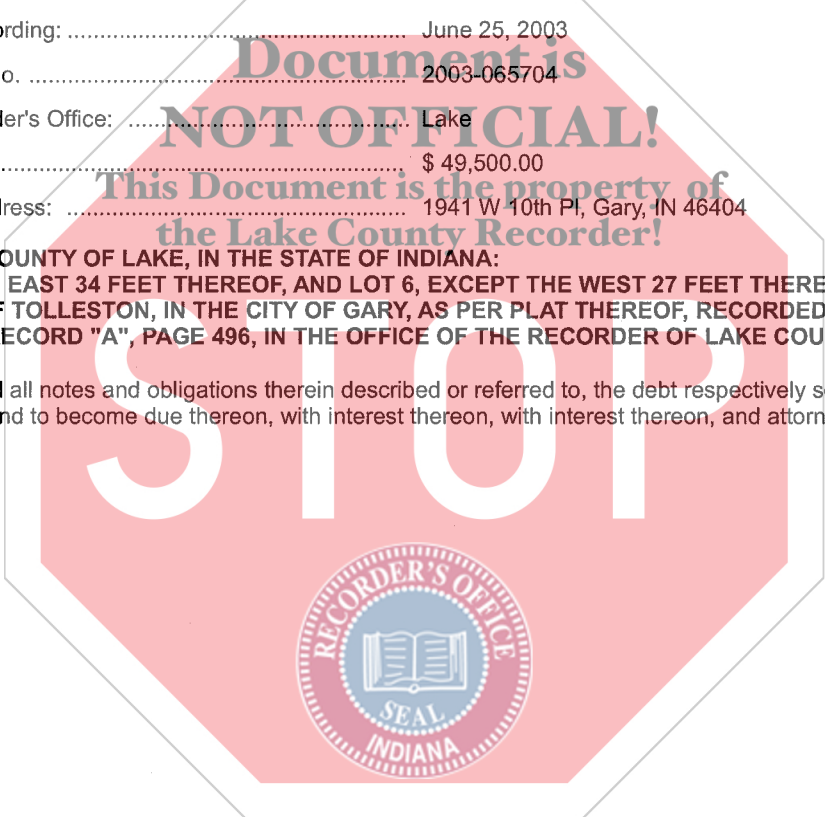 ording: ........................................................ June 25, 2003
Document is
o. .............................................................. 2003-065704
NOT OFFICIAL!
der's Office: .............................................. Lake
................................................................... $ 49,500.00
This Document is the property of
ress: ........................................................ 1941 W 10th Pl, Gary, IN 46404
the Lake County Recorder!
OUNTY OF LAKE, IN THE STATE OF INDIANA:
EAST 34 FEET THEREOF, AND LOT 6, EXCEPT THE WEST 27 FEET THERE
F TOLLESTON, IN THE CITY OF GARY, AS PER PLAT THEREOF, RECORDED
ECORD "A", PAGE 496, IN THE OFFICE OF THE RECORDER OF LAKE COU
all notes and obligations therein described or referred to, the debt respectively s
nd to become due thereon, with interest thereon, with interest thereon, and attorn
STOP
RECORDER'S OFFICE
SEAL
INDIANA